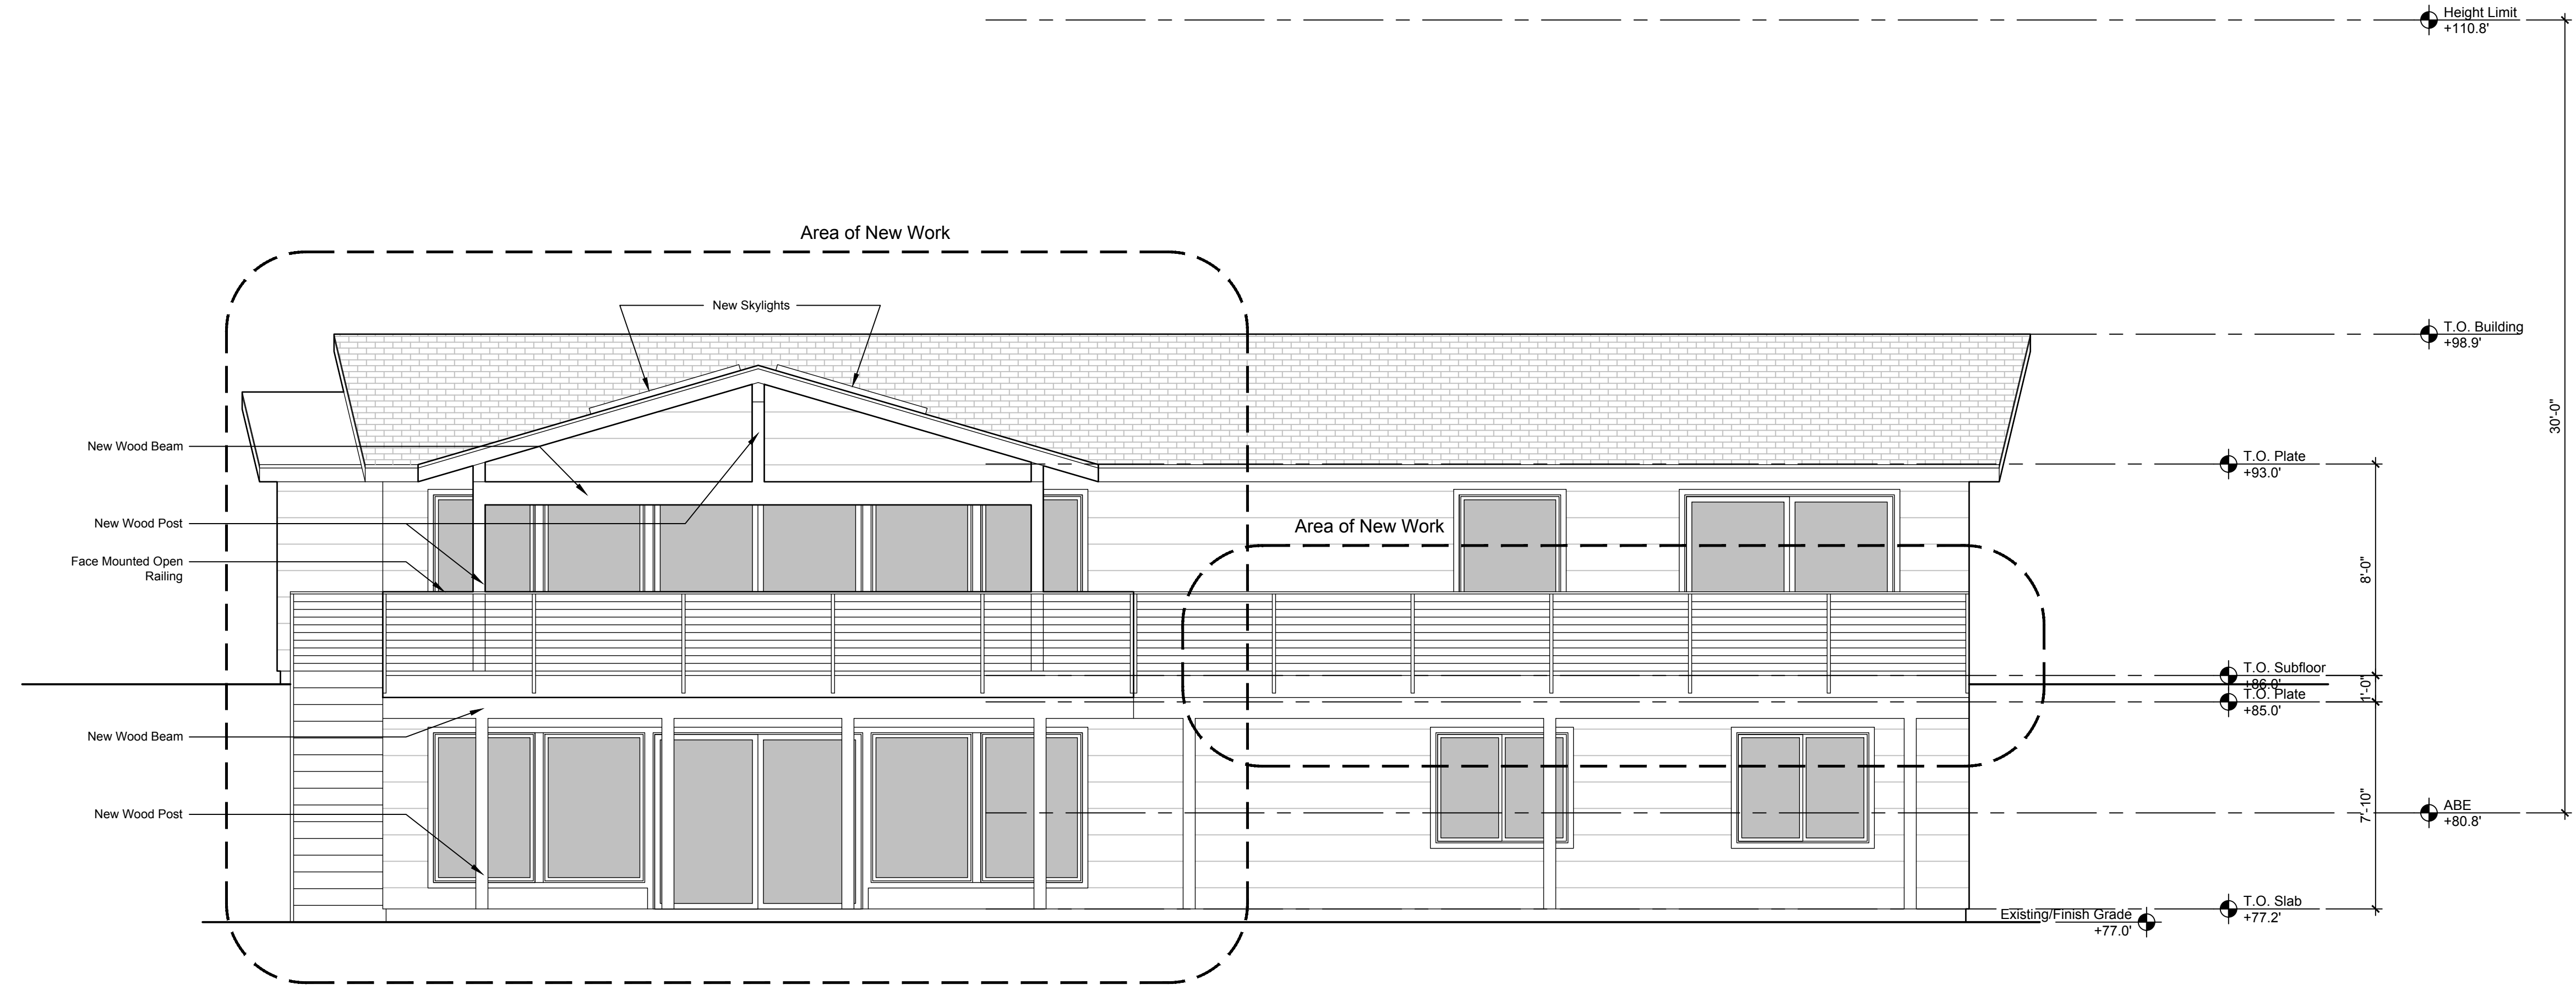 Height Limit
+110.8'
Area of New Work
New Skylights
T.O. Building
+98.9'
30'-0"
New Wood Beam
T.O. Plate
+93.0'
New Wood Post
Area of New Work
Face Mounted Open
Railing
8'-0"
T.O. Subfloor
+86.0'
1'-0"
T.O. Plate
+85.0'
New Wood Beam
New Wood Post
7'-10"
ABE
+80.8'
T.O. Slab
+77.2'
Existing/Finish Grade
+77.0'